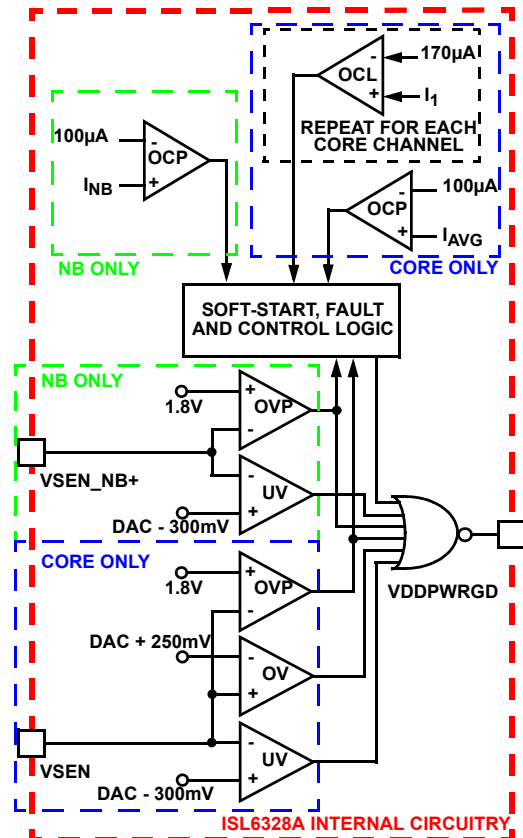 170µA
-
OCL
+
I1
REPEAT FOR EACH
CORE CHANNEL
100µA
-
OCP
+
INB
NB ONLY
-
100µA
OCP
+
IAVG
CORE ONLY
SOFT-START, FAULT
AND CONTROL LOGIC
NB ONLY
1.8V
+
OVP
-
VSEN_NB+
-
UV
+
DAC - 300mV
CORE ONLY
1.8V
+
OVP
-
VDDPWRGD
DAC + 250mV
-
OV
+
VSEN
-
UV
+
DAC - 300mV
ISL6328A INTERNAL CIRCUITRY